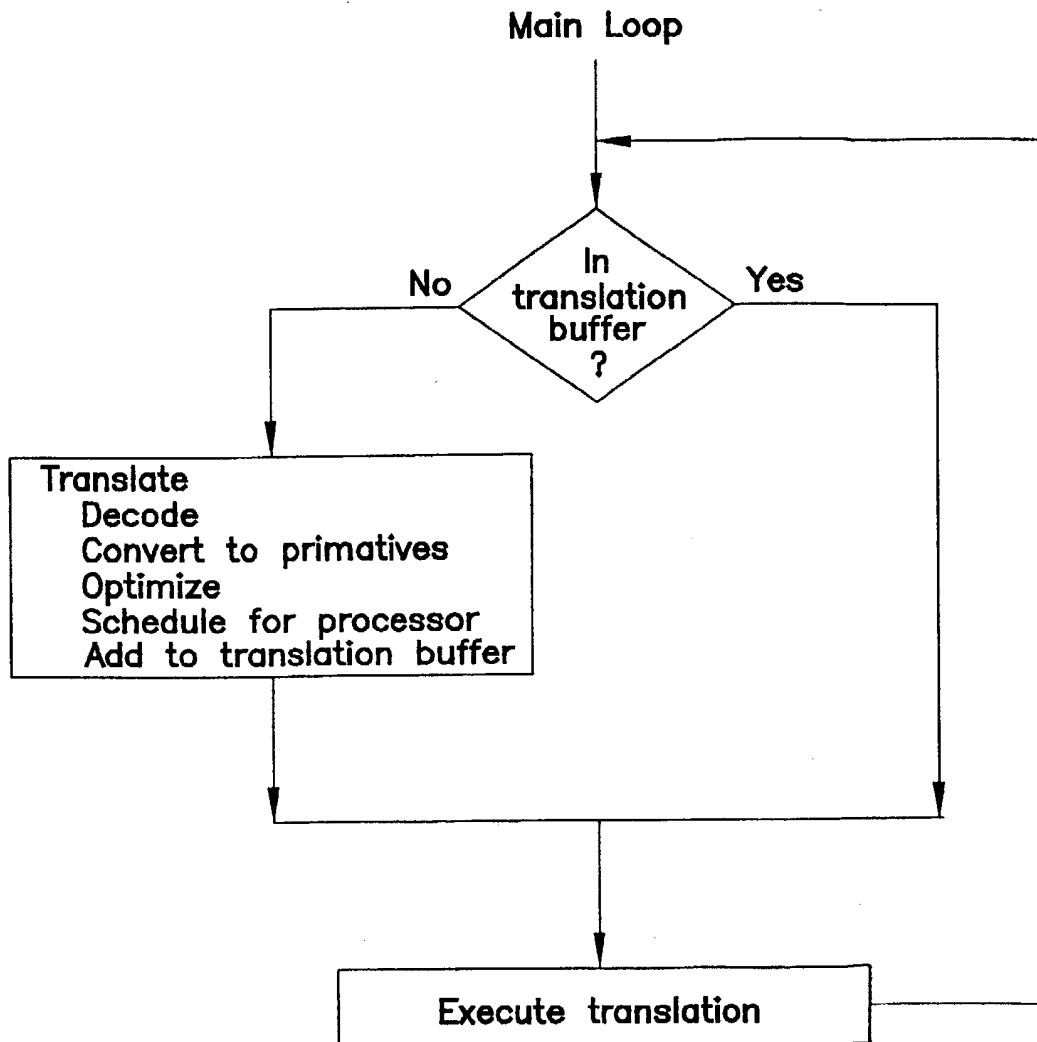 Main Loop
In
translation
buffer
?
No
Yes
Translate
Decode
Convert to primatives
Optimize
Schedule for processor
Add to translation buffer
Execute translation